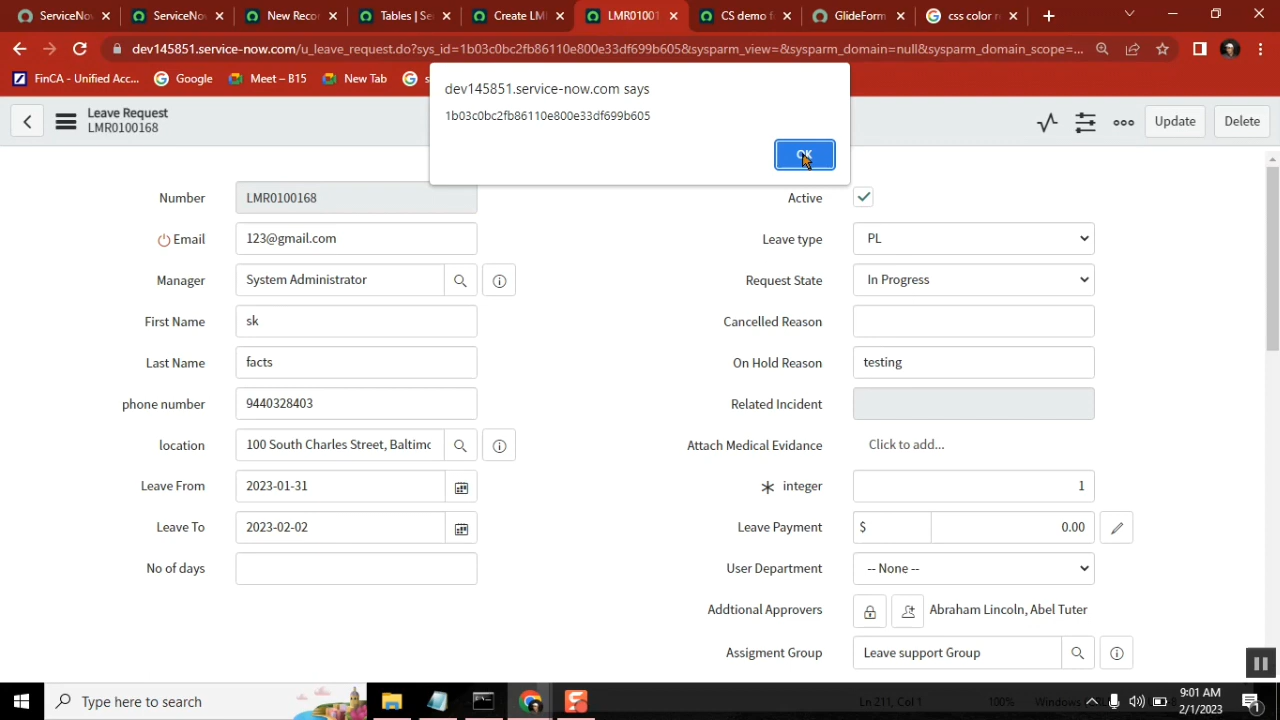 ServiceNov
ServiceNov
New Reco
Tables | Se
Create LM
LMR01001
CS demo f
GlideForm
css color r
dev145851.service-now.com/u_leave_request.do?sys_id=1b03c0bc2fb86110e800e33df699b605&sysparm_view=&sysparm_domain=null&sysparm_domain_scope=...
FinCA - Unified Acc...
Google
Meet – B15
New Tab
dev145851.service-now.com says
1b03c0bc2fb86110e800e33df699b605
OK
Leave Request
LMR0100168
Update
Delete
Number LMR0100168
Active
Email 123@gmail.com
Leave type PL
Manager System Administrator
Request State In Progress
First Name sk
Cancelled Reason
Last Name facts
On Hold Reason testing
phone number 9440328403
Related Incident
location 100 South Charles Street, Baltimo
Attach Medical Evidence Click to add...
Leave From 2023-01-31
integer 1
Leave To 2023-02-02
Leave Payment $ 0.00
No of days
User Department -- None --
Addtional Approvers Abraham Lincoln, Abel Tuter
Assigment Group Leave support Group
Type here to search
Ln 211, Col 1
100%
9:01 AM
2/1/2023